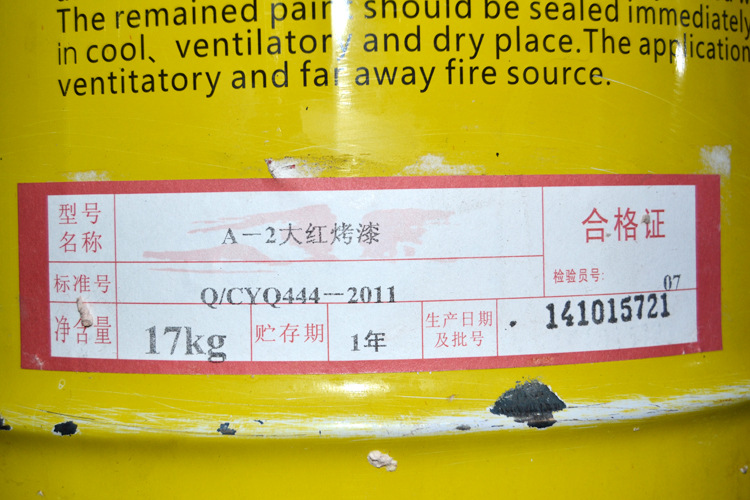 The remained paint should be sealed immediately
in cool、ventilatory and dry place.The application
ventitatory and far away fire source.
型号
名称
A－2大红烤漆
合格证
标准号
Q/CYQ444－2011
检验员号:
07
净含量
17kg
贮存期
1年
生产日期
及批号
141015721